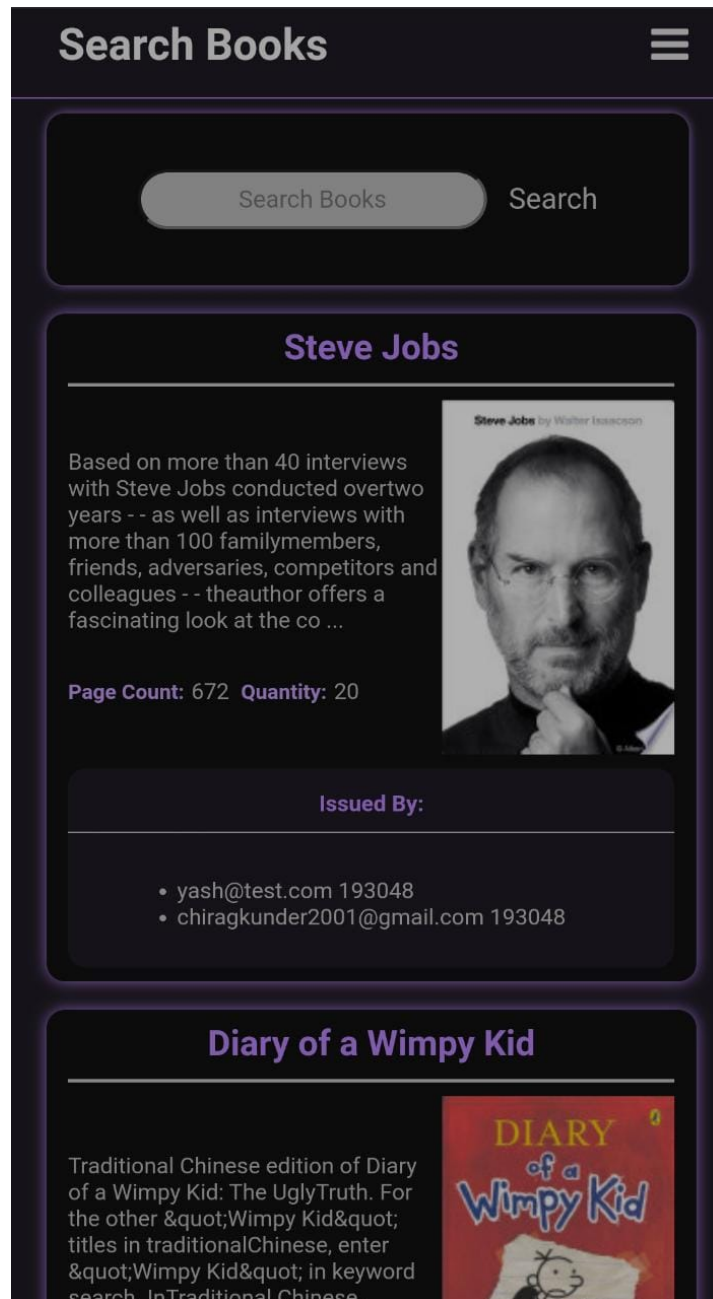 Search Books
Search Books
Search
Steve Jobs
Steve Jobs by Walter Isaacson
Based on more than 40 interviews
with Steve Jobs conducted overtwo
years - - as well as interviews with
more than 100 familymembers,
friends, adversaries, competitors and
colleagues - - theauthor offers a
fascinating look at the co ...
Page Count: 672 Quantity: 20
Issued By:
• yash@test.com 193048
• chiragkunder2001@gmail.com 193048
Diary of a Wimpy Kid
DIARY
of a
Wimpy Kid
Traditional Chinese edition of Diary
of a Wimpy Kid: The UglyTruth. For
the other &quot;Wimpy Kid&quot;
titles in traditionalChinese, enter
&quot;Wimpy Kid&quot; in keyword
search. InTraditional Chinese